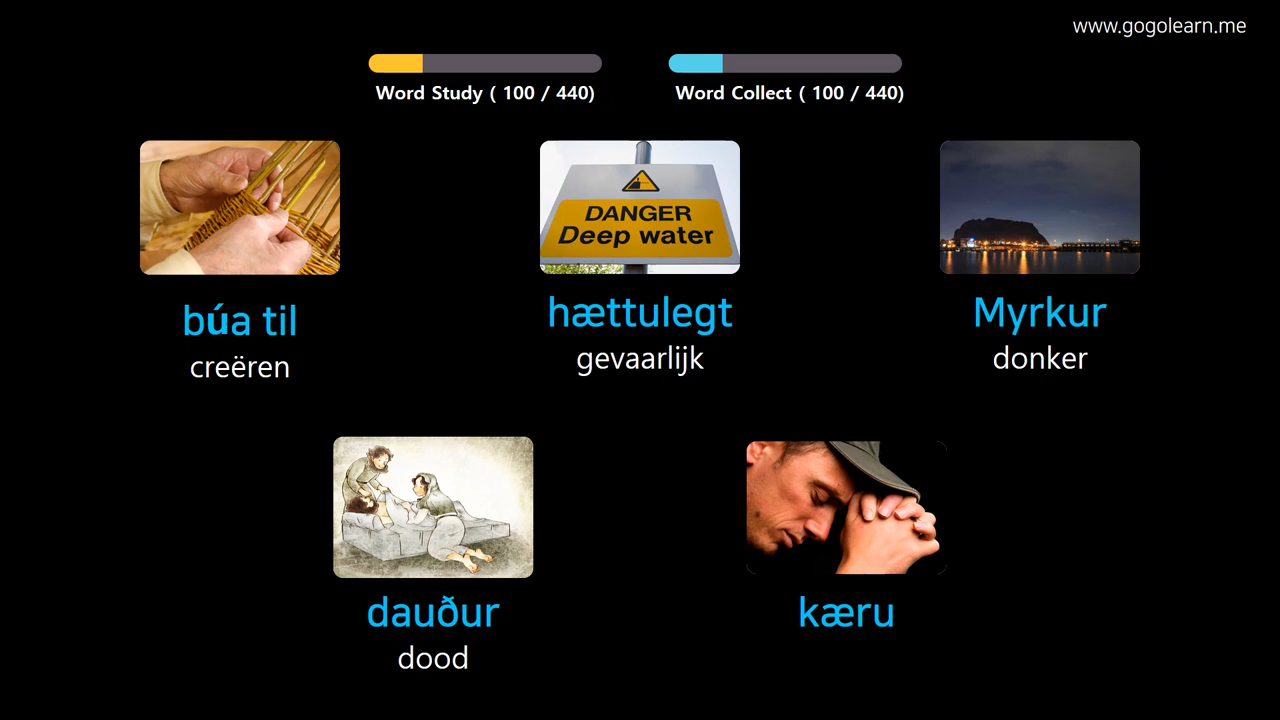 www.gogolearn.me
Word Study ( 100 / 440)
Word Collect ( 100 / 440)
DANGER
Deep water
búa til
creëren
hættulegt
gevaarlijk
Myrkur
donker
dauður
dood
kæru